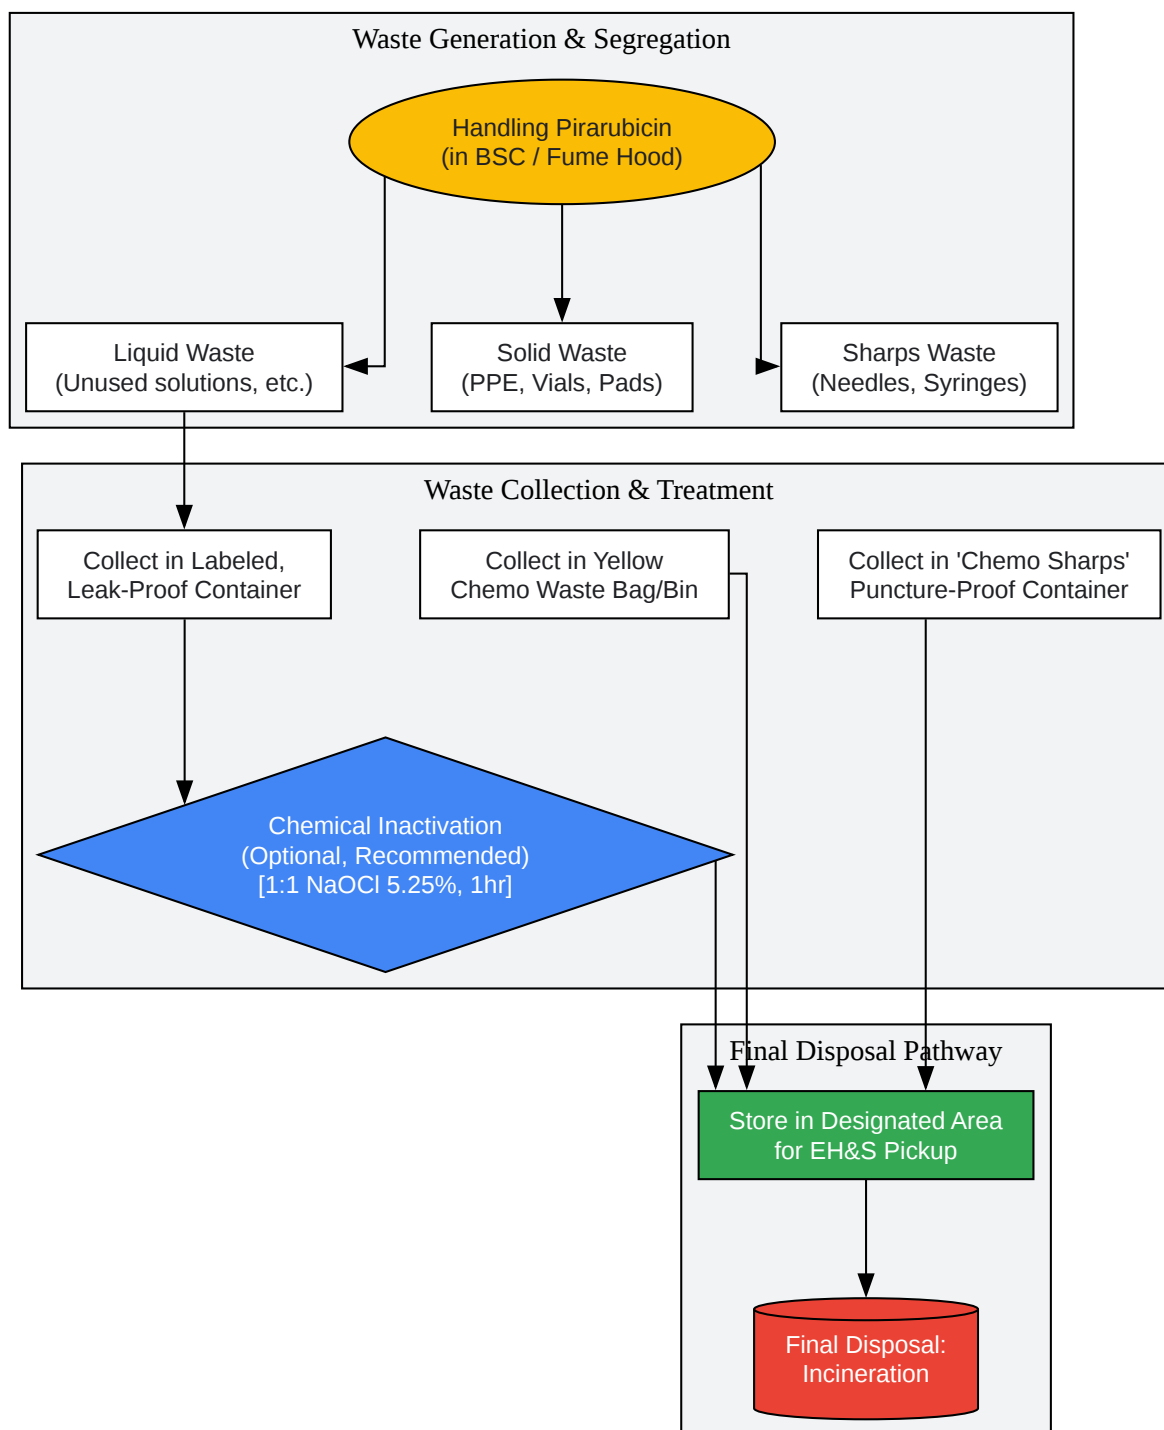 Waste Generation & Segregation
Handling Pirarubicin
(in BSC / Fume Hood)
Liquid Waste
(Unused solutions, etc.)
Solid Waste
(PPE, Vials, Pads)
Sharps Waste
(Needles, Syringes)
Waste Collection & Treatment
Collect in Labeled,
Leak-Proof Container
Collect in Yellow
Chemo Waste Bag/Bin
Collect in 'Chemo Sharps'
Puncture-Proof Container
Chemical Inactivation
(Optional, Recommended)
[1:1 NaOCl 5.25%, 1hr]
Final Disposal Pathway
Store in Designated Area
for EH&S Pickup
Final Disposal:
Incineration